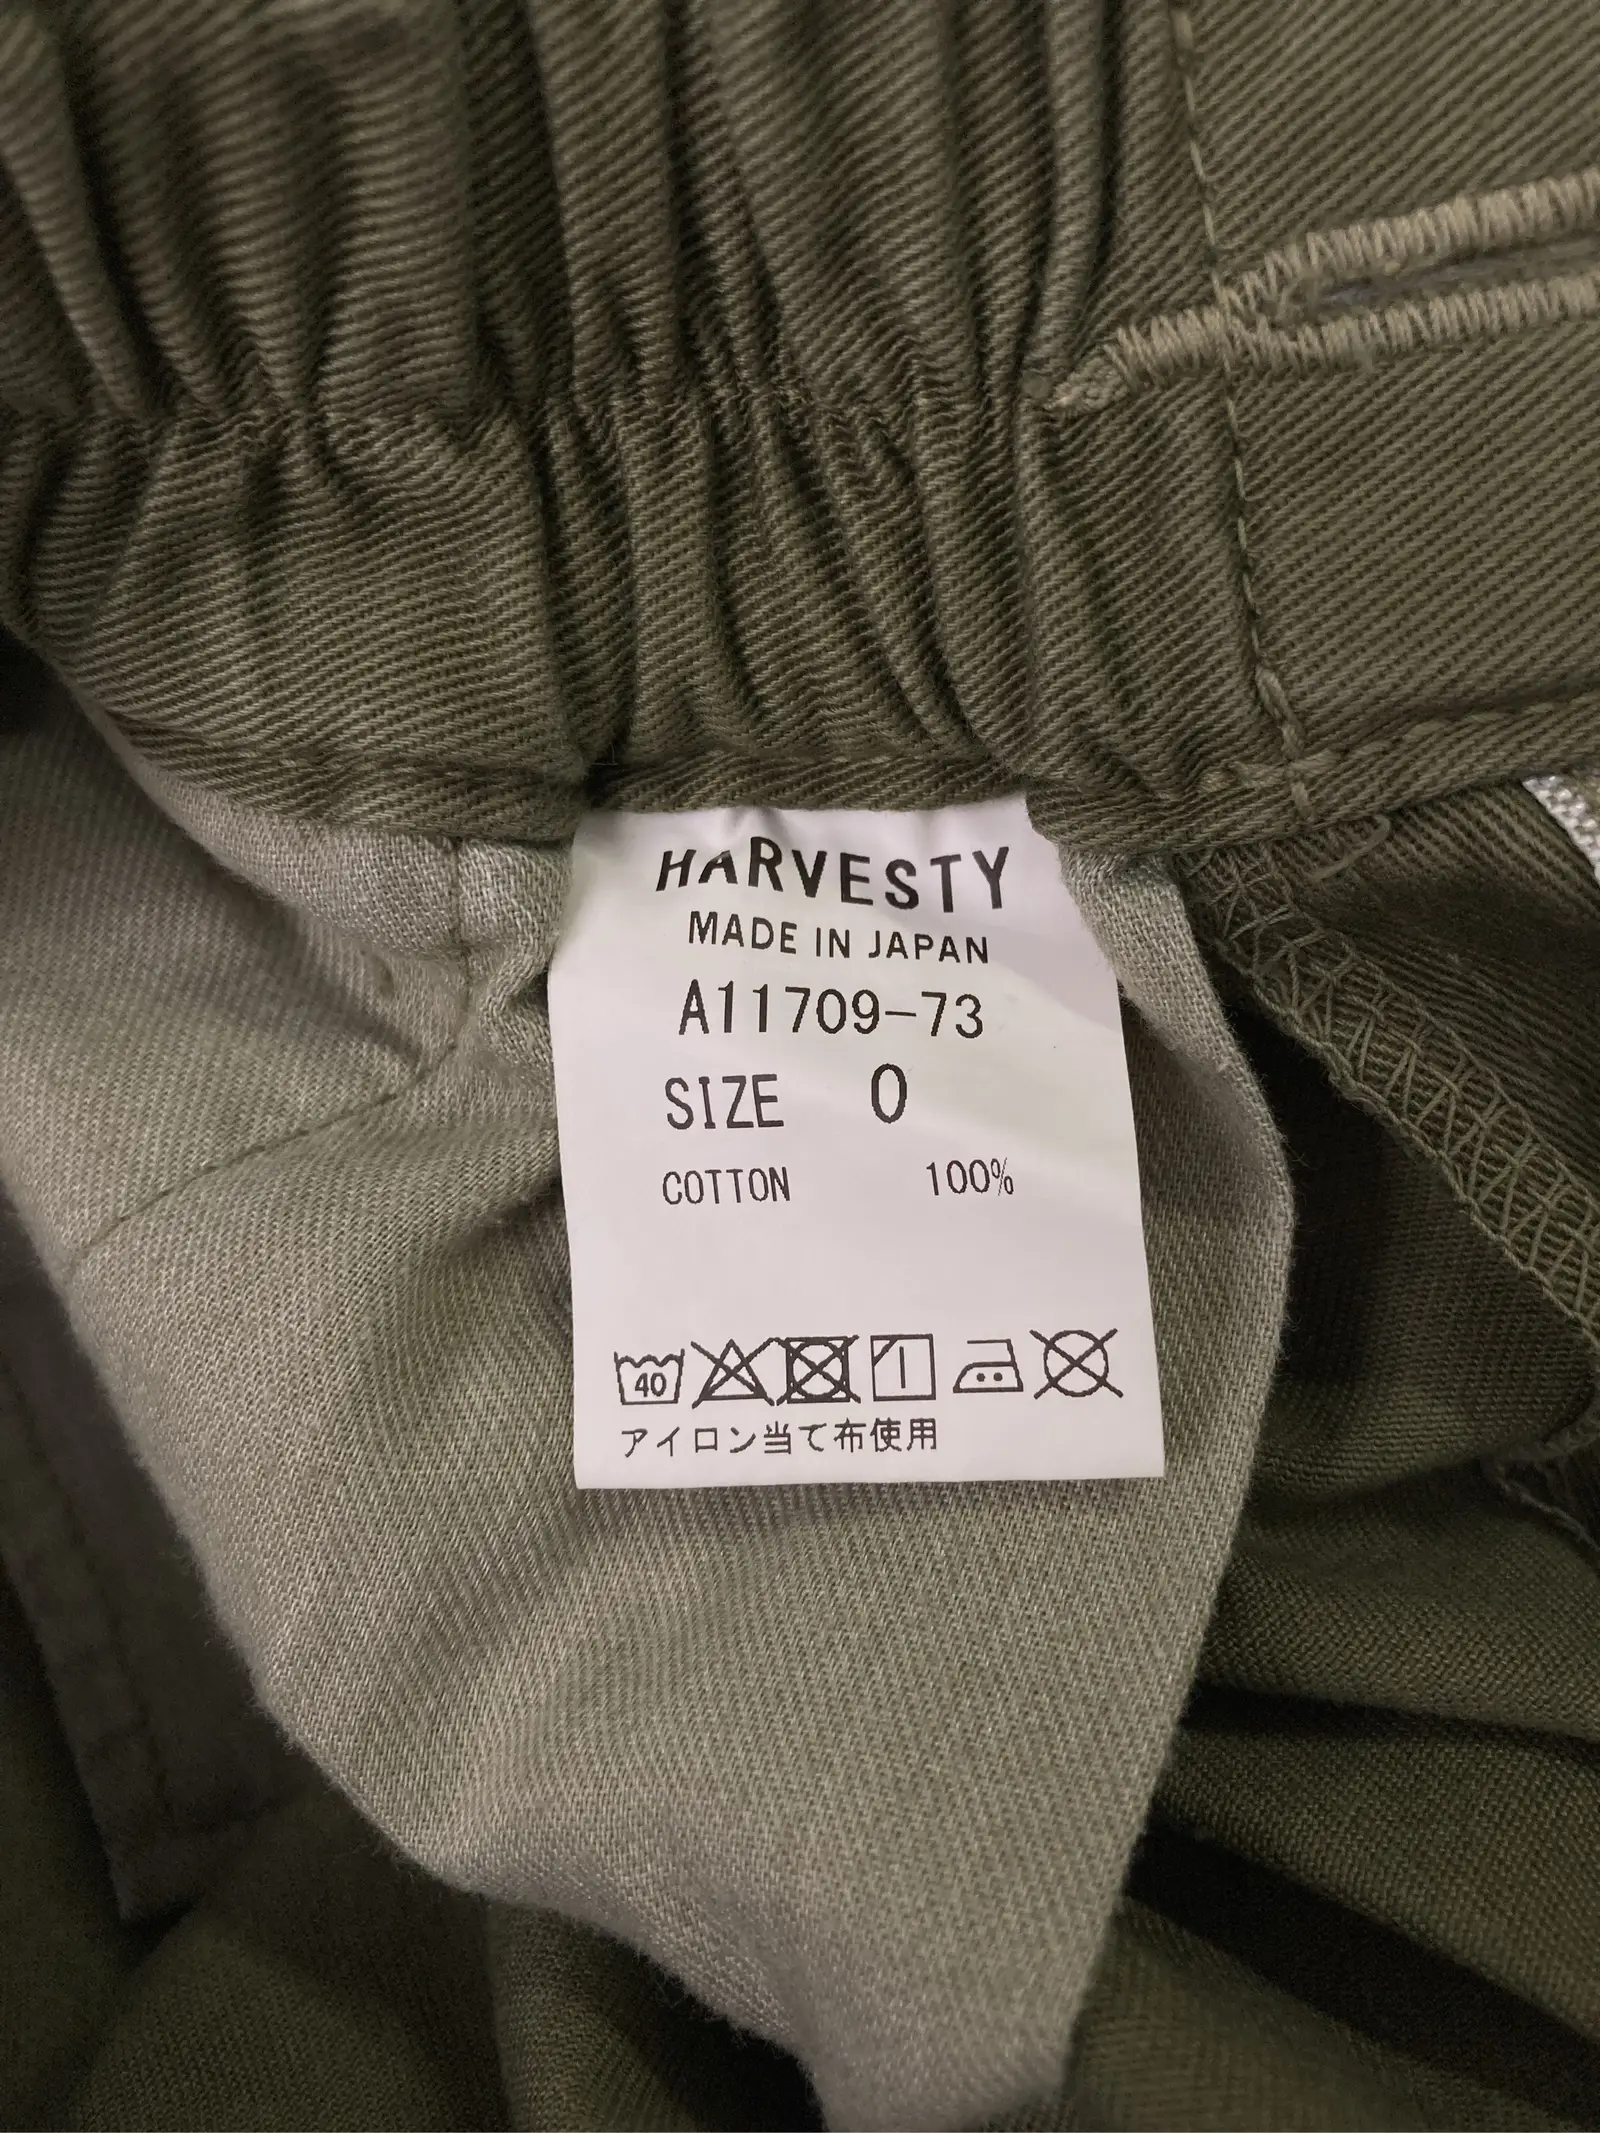 HARVESTY
MADE IN JAPAN
A11709-73
SIZE 0
COTTON 100%
40
アイロン当て布使用